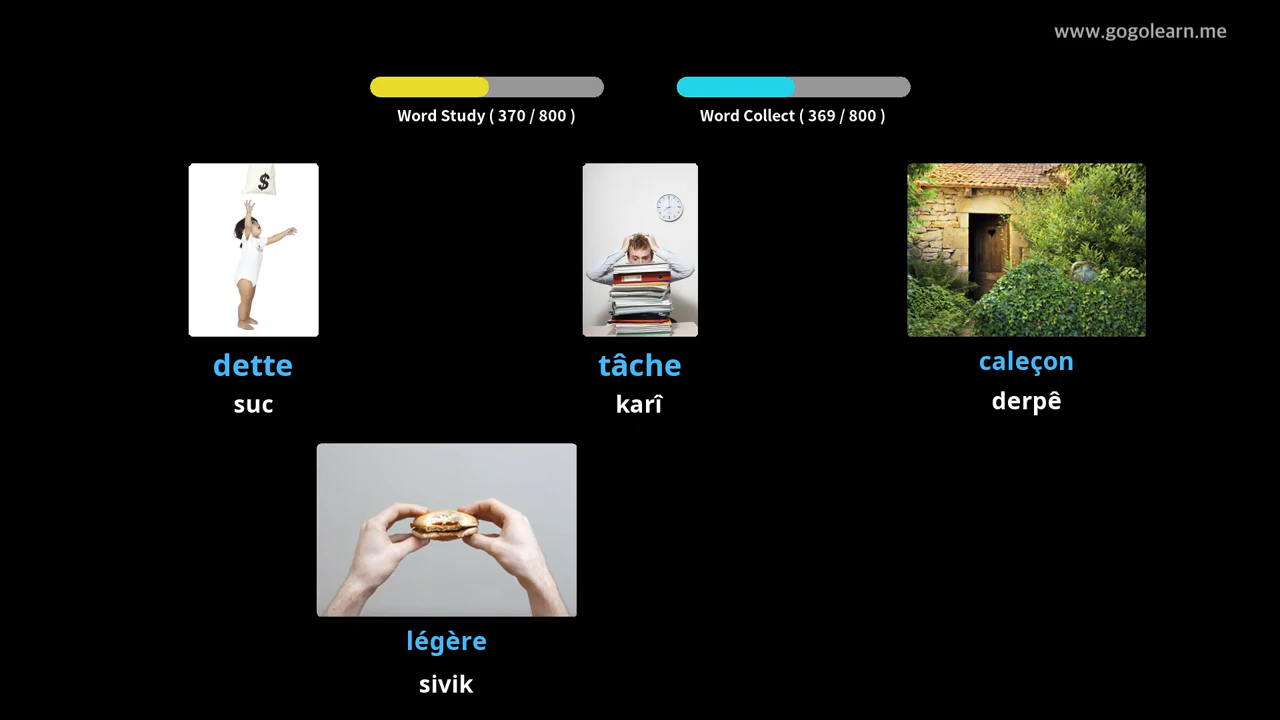 www.gogolearn.me
Word Study ( 370 / 800 )
Word Collect ( 369 / 800 )
$
dette
suc
tâche
karî
caleçon
derpê
légère
sivik